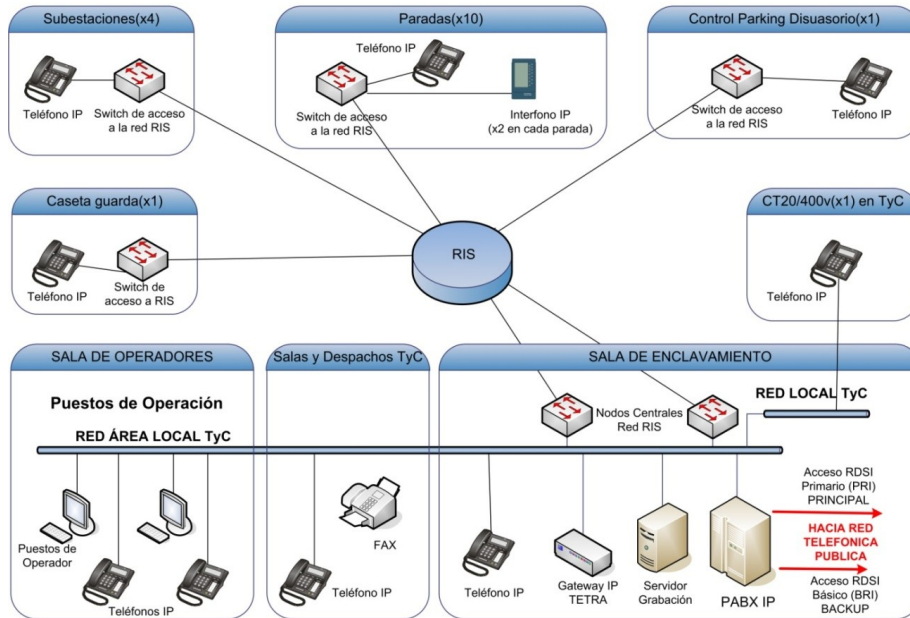 Subestaciones(x4)
Teléfono IP
Switch de acceso
a la red RIS
Paradas(x10)
Teléfono IP
Switch de acceso
a la red RIS
Interfono IP
(x2 en cada parada)
Control Parking Disuasorio(x1)
Switch de acceso
a la red RIS
Teléfono IP
Caseta guarda(x1)
Teléfono IP
Switch de
acceso a RIS
RIS
CT20/400v(x1) en TyC
Teléfono IP
SALA DE OPERADORES
Puestos de Operación
RED ÁREA LOCAL TyC
Puestos de
Operador
Teléfonos IP
Salas y Despachos TyC
FAX
Teléfono IP
SALA DE ENCLAVAMIENTO
Nodos Centrales
Red RIS
RED LOCAL TyC
Teléfono IP
Gateway IP
TETRA
Servidor
Grabación
PABX IP
Acceso RDSI
Primario (PRI)
PRINCIPAL
HACIA RED
TELEFONICA
PUBLICA
Acceso RDSI
Básico (BRI)
BACKUP